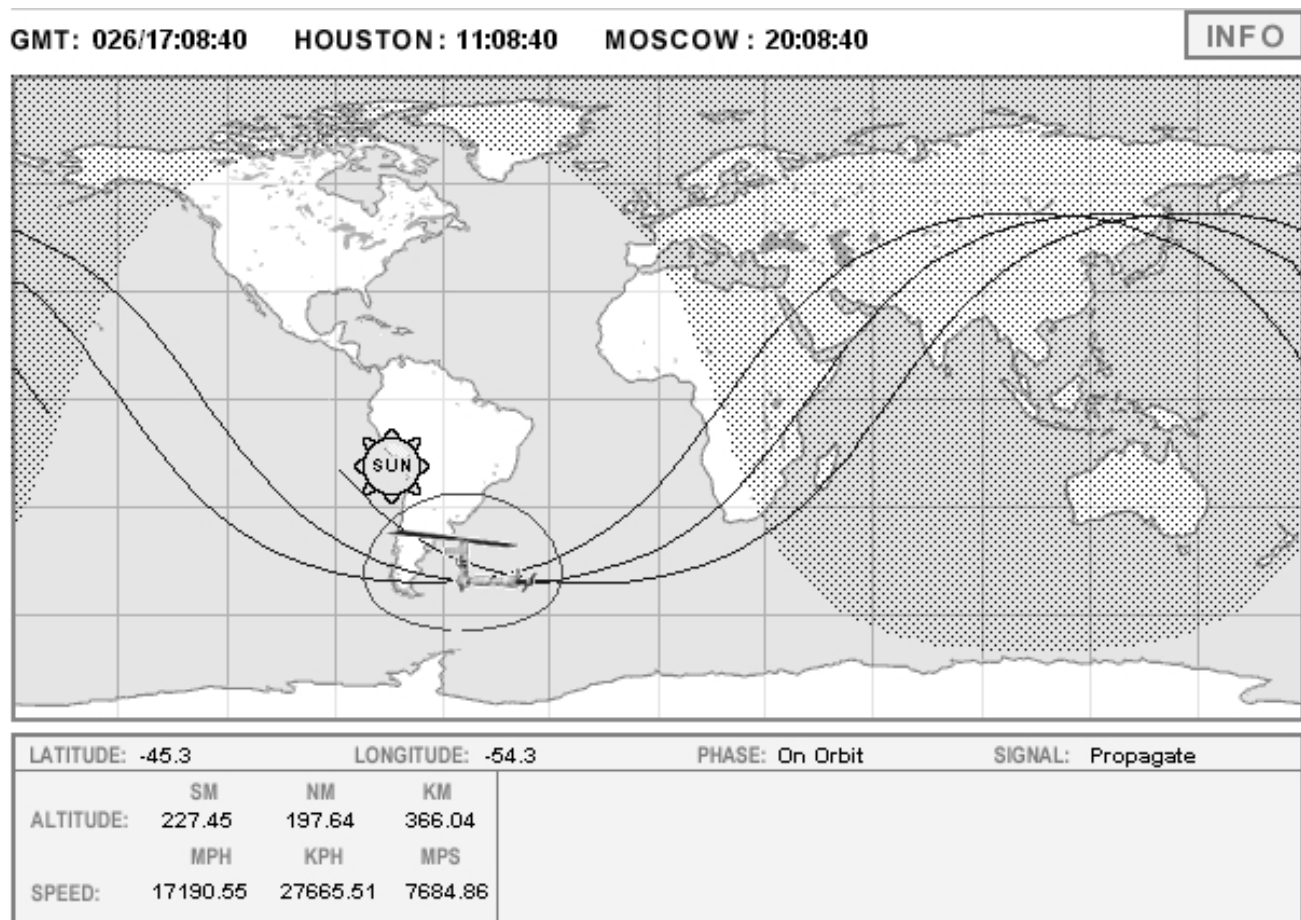 GMT: 026/17:08:40 HOUSTON: 11:08:40 MOSCOW: 20:08:40 INFO
SUN
LATITUDE: -45.3 LONGITUDE: -54.3 PHASE: On Orbit SIGNAL: Propagate
SM NM KM
ALTITUDE: 227.45 197.64 366.04
MPH KPH MPS
SPEED: 17190.55 27665.51 7684.86